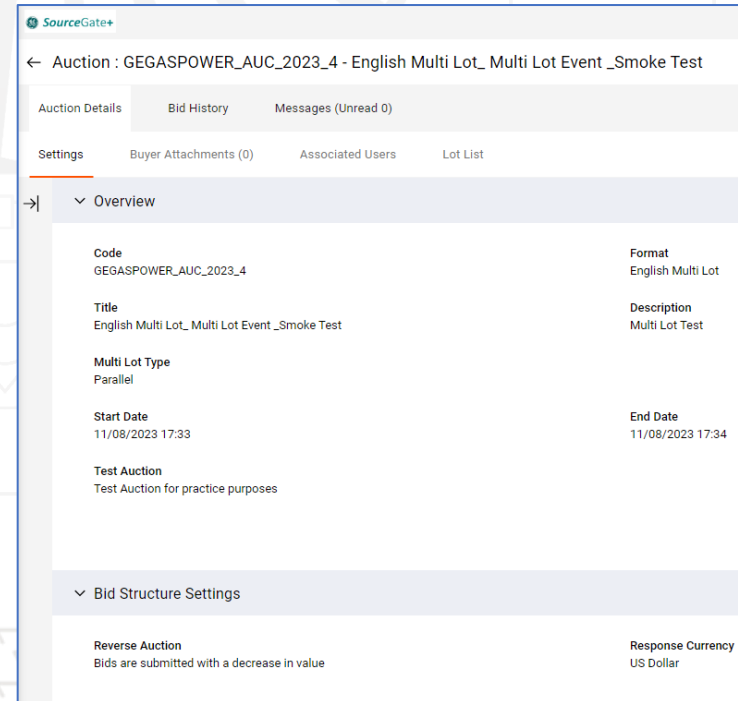 SourceGate+
← Auction : GEGASPOWER_AUC_2023_4 - English Multi Lot_ Multi Lot Event _Smoke Test
Auction Details Bid History Messages (Unread 0)
Settings Buyer Attachments (0) Associated Users Lot List
Overview
Code Format
GEGASPOWER_AUC_2023_4 English Multi Lot
Title Description
English Multi Lot_ Multi Lot Event _Smoke Test Multi Lot Test
Multi Lot Type
Parallel
Start Date End Date
11/08/2023 17:33 11/08/2023 17:34
Test Auction
Test Auction for practice purposes
Bid Structure Settings
Reverse Auction Response Currency
Bids are submitted with a decrease in value US Dollar